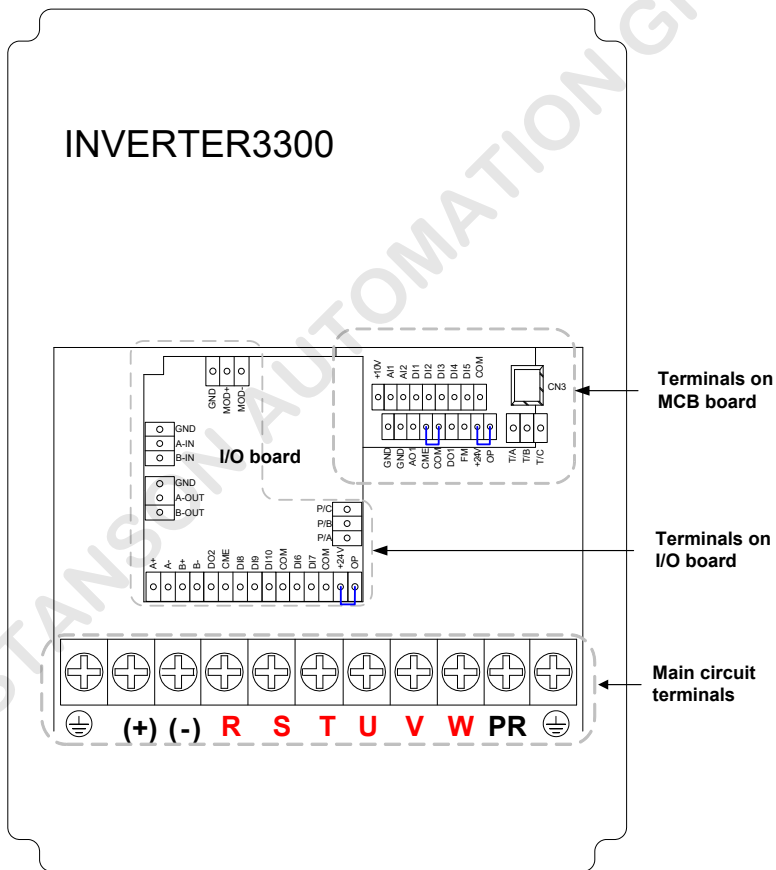 STANSON AUTOMATION G
INVERTER3300
+10V AI1 AI2 DI1 DI2 DI3 DI4 DI5 COM
CN3
GND MOD+ MOD-
GND GND AO1 CME COM DO1 FM +24V OP
T/A T/B T/C
GND
A-IN
B-IN
I/O board
GND
A-OUT
B-OUT
P/C
P/B
P/A
A+ A- B+ B- DO2 CME DI8 DI9 DI10 COM DI6 DI7 COM +24V OP
Terminals on
MCB board
Terminals on
I/O board
Main circuit
terminals
(+) (-) R S T U V W PR